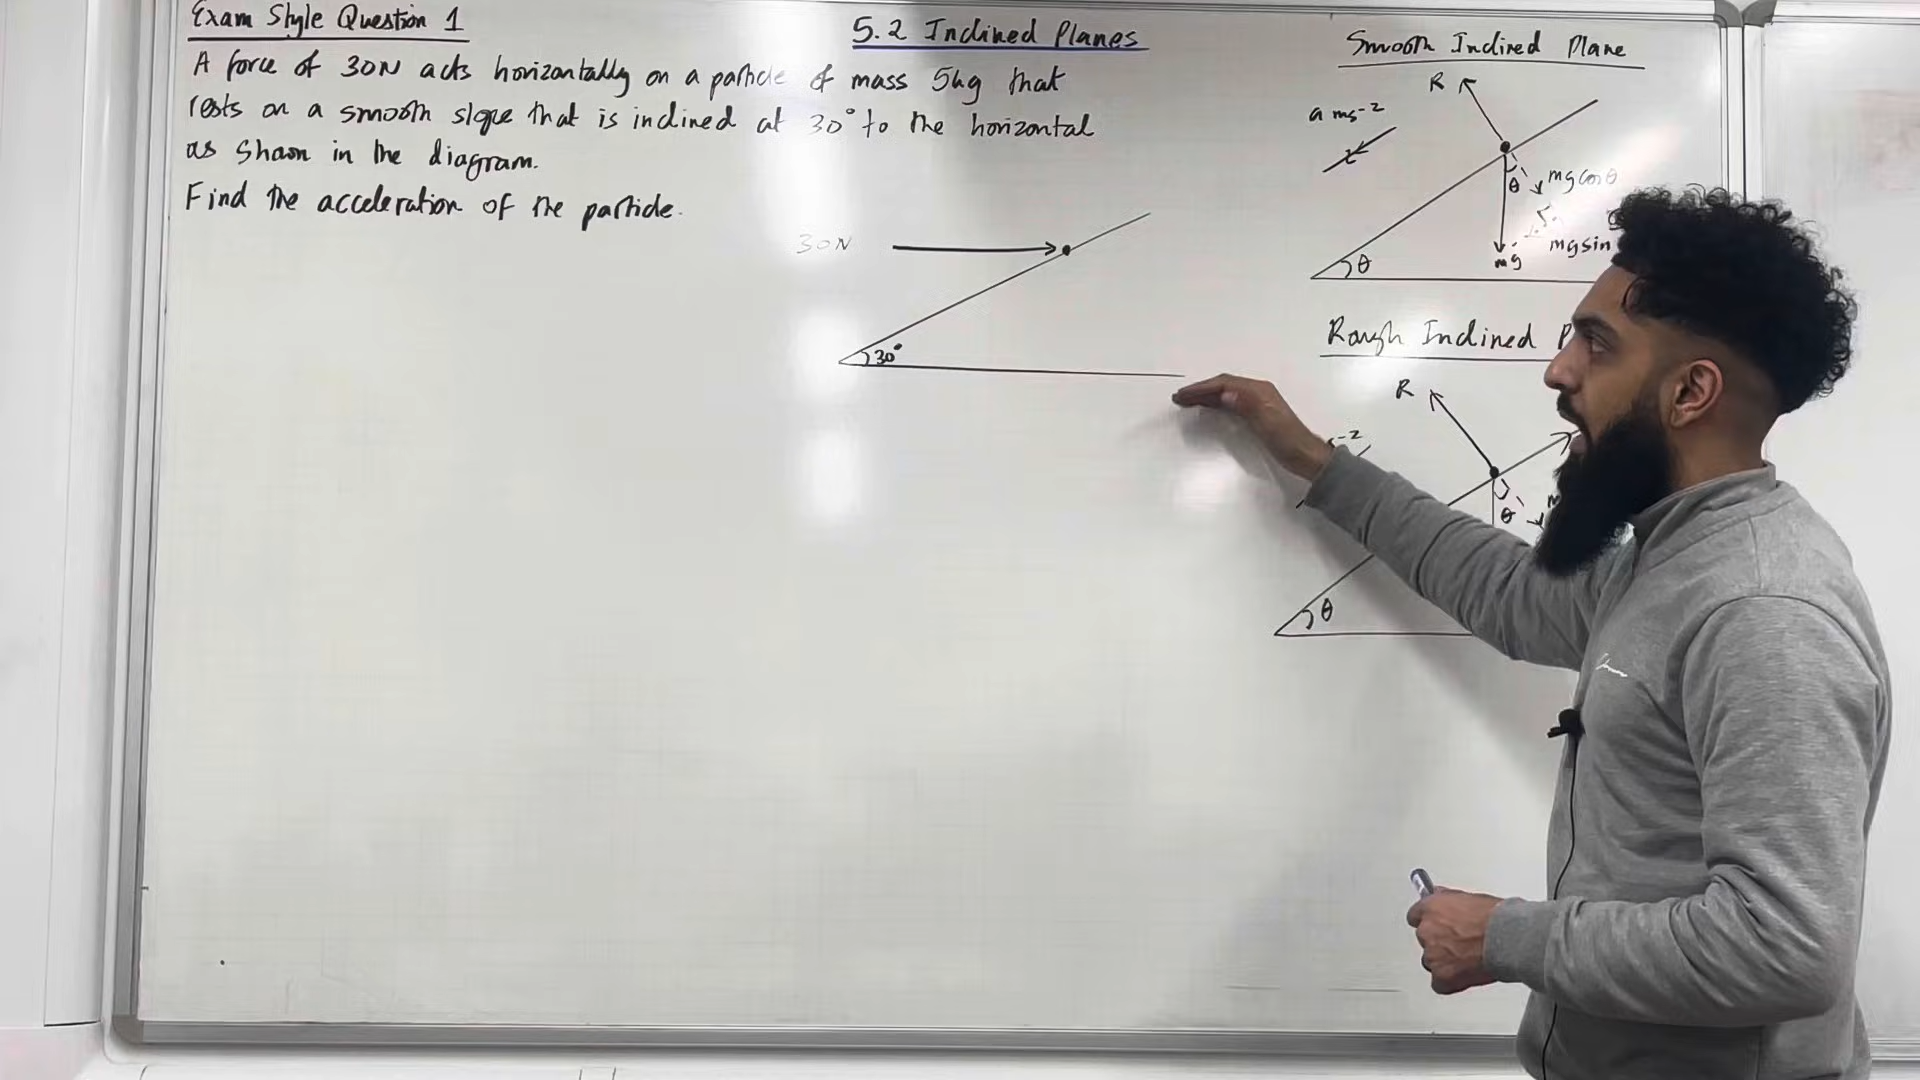 Exam Style Question 1
A force of 30N acts horizontally on a particle of mass 5kg that
rests on a smooth slope that is inclined at 30° to the horizontal
as shown in the diagram.
Find the acceleration of the particle.
5.2 Inclined Planes
30N
30°
Smooth Inclined Plane
R
a ms⁻²
θ
mg cos θ
mg sin
mg
θ
Rough Inclined
R
θ
θ